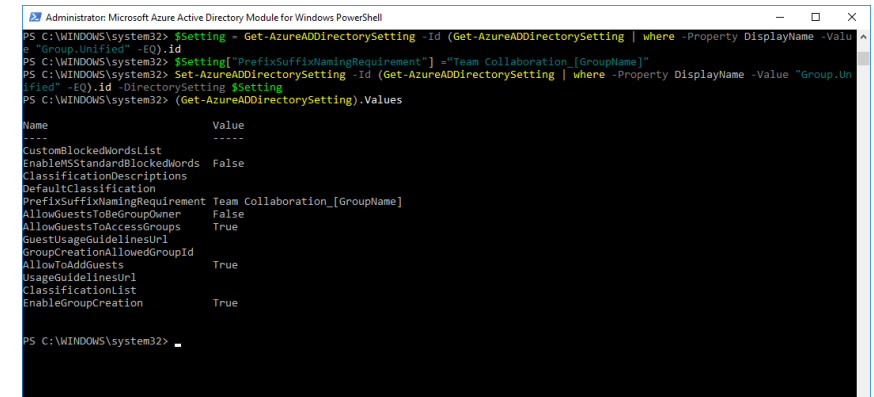 Administrator: Microsoft Azure Active Directory Module for Windows PowerShell
PS C:\WINDOWS\system32> $Setting = Get-AzureADDirectorySetting -Id (Get-AzureADDirectorySetting | where -Property DisplayName -Valu
e "Group.Unified" -EQ).id
PS C:\WINDOWS\system32> $Setting["PrefixSuffixNamingRequirement"] =“Team Collaboration_[GroupName]"
PS C:\WINDOWS\system32> Set-AzureADDirectorySetting -Id (Get-AzureADDirectorySetting | where -Property DisplayName -Value "Group.Un
ified" -EQ).id -DirectorySetting $Setting
PS C:\WINDOWS\system32> (Get-AzureADDirectorySetting).Values
Name Value
---- -----
CustomBlockedWordsList
EnableMSStandardBlockedWords False
ClassificationDescriptions
DefaultClassification
PrefixSuffixNamingRequirement Team Collaboration_[GroupName]
AllowGuestsToBeGroupOwner False
AllowGuestsToAccessGroups True
GuestUsageGuidelinesUrl
GroupCreationAllowedGroupId
AllowToAddGuests True
UsageGuidelinesUrl
ClassificationList
EnableGroupCreation True
PS C:\WINDOWS\system32> _